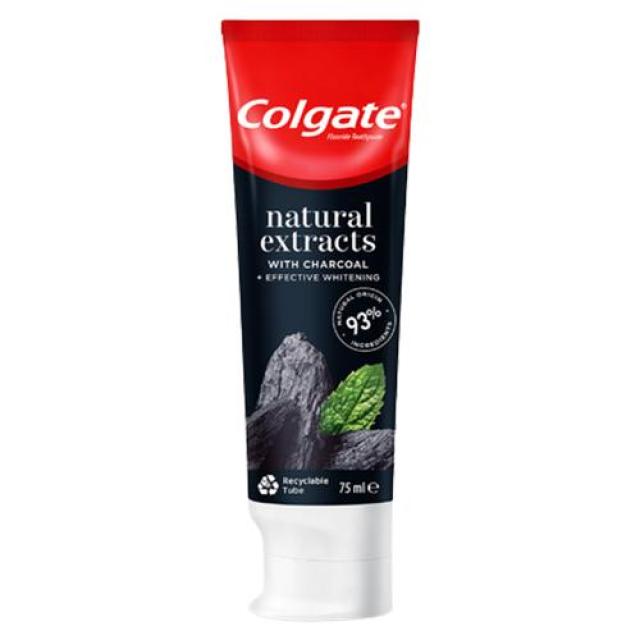 Colgate®
Fluoride Toothpaste
natural
extracts
WITH CHARCOAL
+ EFFECTIVE WHITENING
NATURAL ORIGIN
93%
INGREDIENTS
Recyclable
Tube
75 ml ℮